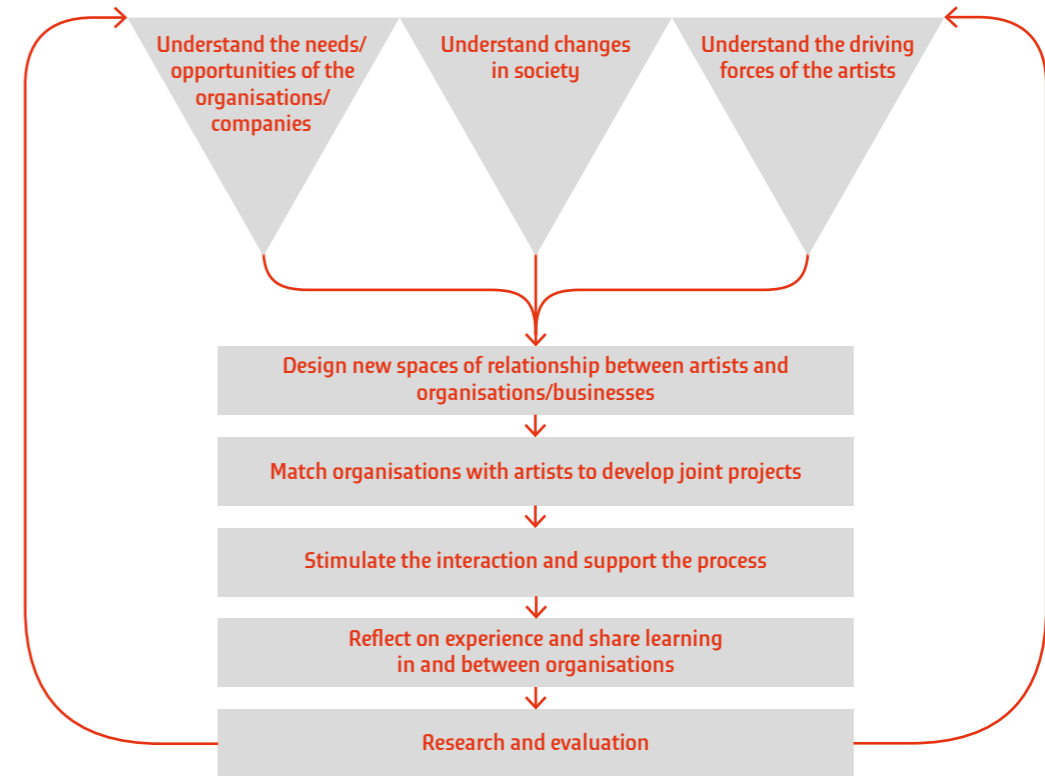 Understand the needs/
opportunities of the
organisations/
companies
Understand changes
in society
Understand the driving
forces of the artists
Design new spaces of relationship between artists and
organisations/businesses
Match organisations with artists to develop joint projects
Stimulate the interaction and support the process
Reflect on experience and share learning
in and between organisations
Research and evaluation